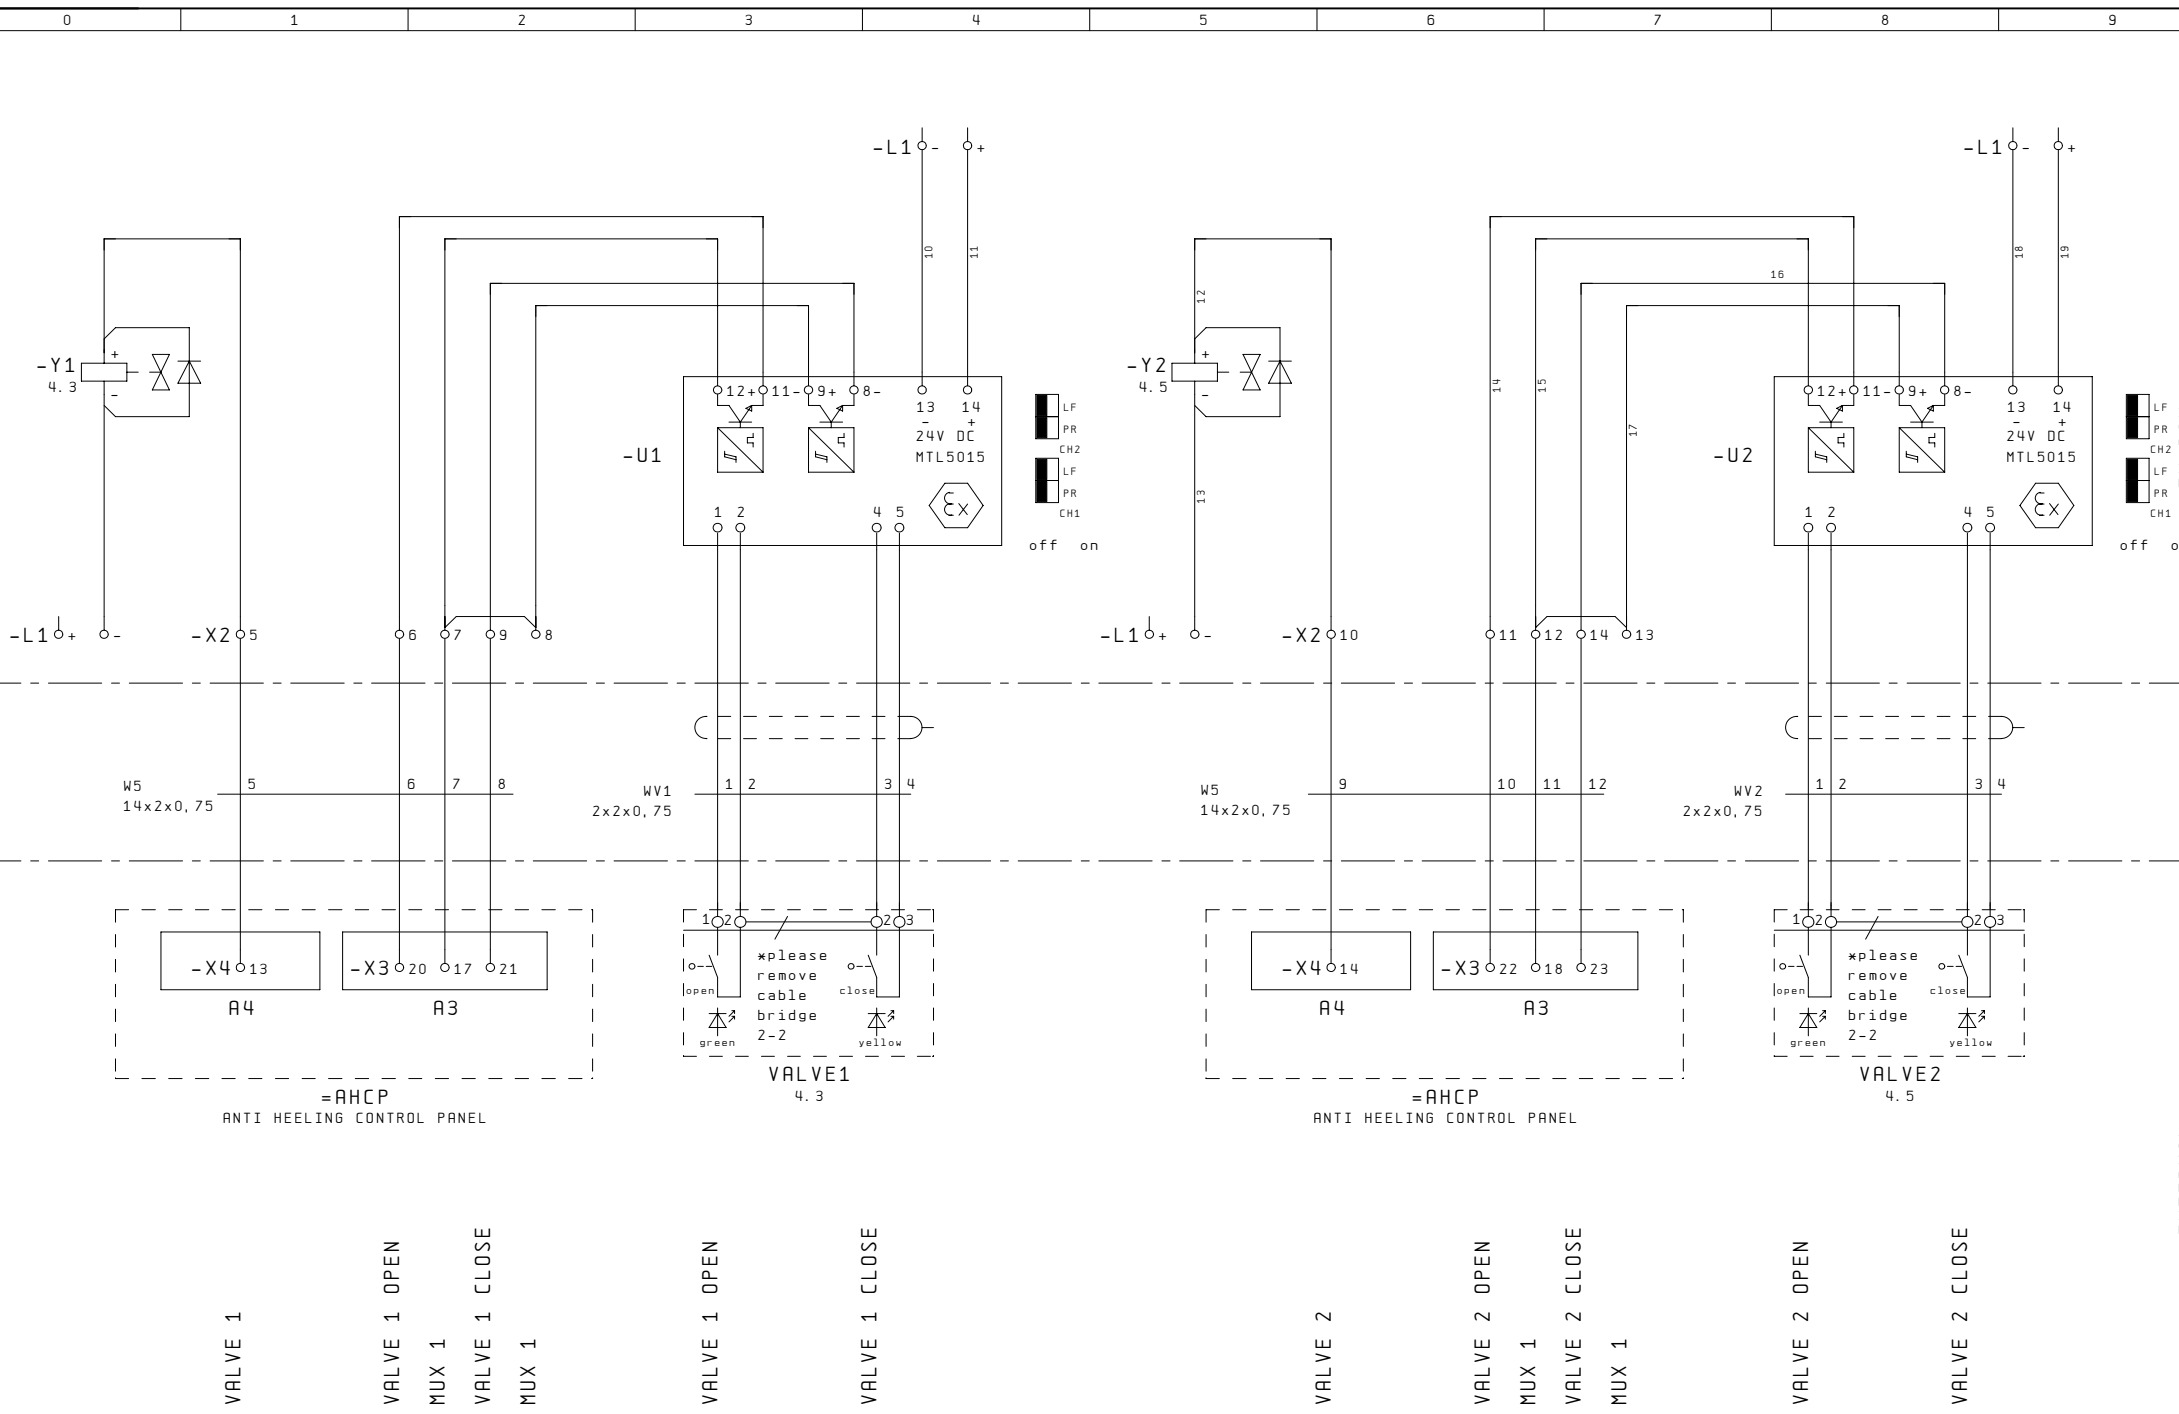 0 1 2 3 4 5 6 7 8 9
-L1 - +
-L1 - +
10 11
18 19
16
12
14
15
17
13
-Y1
4.3
+
-
-Y2
4.5
+
-
12+ 11- 9+ 8-
13 14
- +
24V DC
MTL5015
-U1
Ex
1 2 4 5
LF
PR
CH2
LF
PR
CH1
off on
12+ 11- 9+ 8-
13 14
- +
24V DC
MTL5015
-U2
Ex
1 2 4 5
LF
PR
CH2
LF
PR
CH1
off o
-L1 + - -X2 5 6 7 9 8
-L1 + - -X2 10 11 12 14 13
W5
14x2x0,75
5 6 7 8
WV1
2x2x0,75
1 2 3 4
W5
14x2x0,75
9 10 11 12
WV2
2x2x0,75
1 2 3 4
-X4 13
A4
-X3 20 17 21
A3
=AHCP
ANTI HEELING CONTROL PANEL
1 2 2 3
*please
remove
cable
bridge
2-2
open
close
green
yellow
VALVE1
4.3
-X4 14
A4
-X3 22 18 23
A3
=AHCP
ANTI HEELING CONTROL PANEL
1 2 2 3
*please
remove
cable
bridge
2-2
open
close
green
yellow
VALVE2
4.5
VALVE 1
VALVE 1 OPEN
MUX 1
VALVE 1 CLOSE
MUX 1
VALVE 1 OPEN
VALVE 1 CLOSE
VALVE 2
VALVE 2 OPEN
MUX 1
VALVE 2 CLOSE
MUX 1
VALVE 2 OPEN
VALVE 2 CLOSE